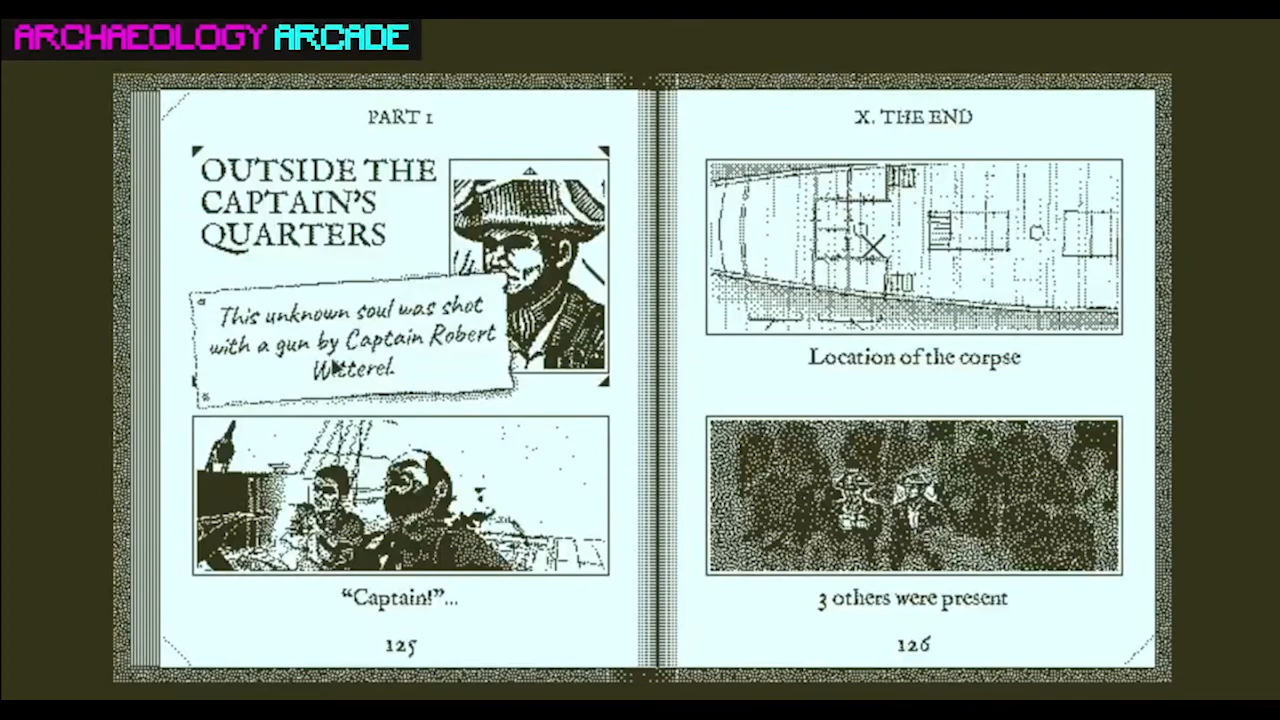 ARCHAEOLOGY ARCADE
PART 1
OUTSIDE THE
CAPTAIN'S
QUARTERS
This unknown soul was shot
with a gun by Captain Robert
Witterel.
"Captain!"...
125
X. THE END
Location of the corpse
3 others were present
126